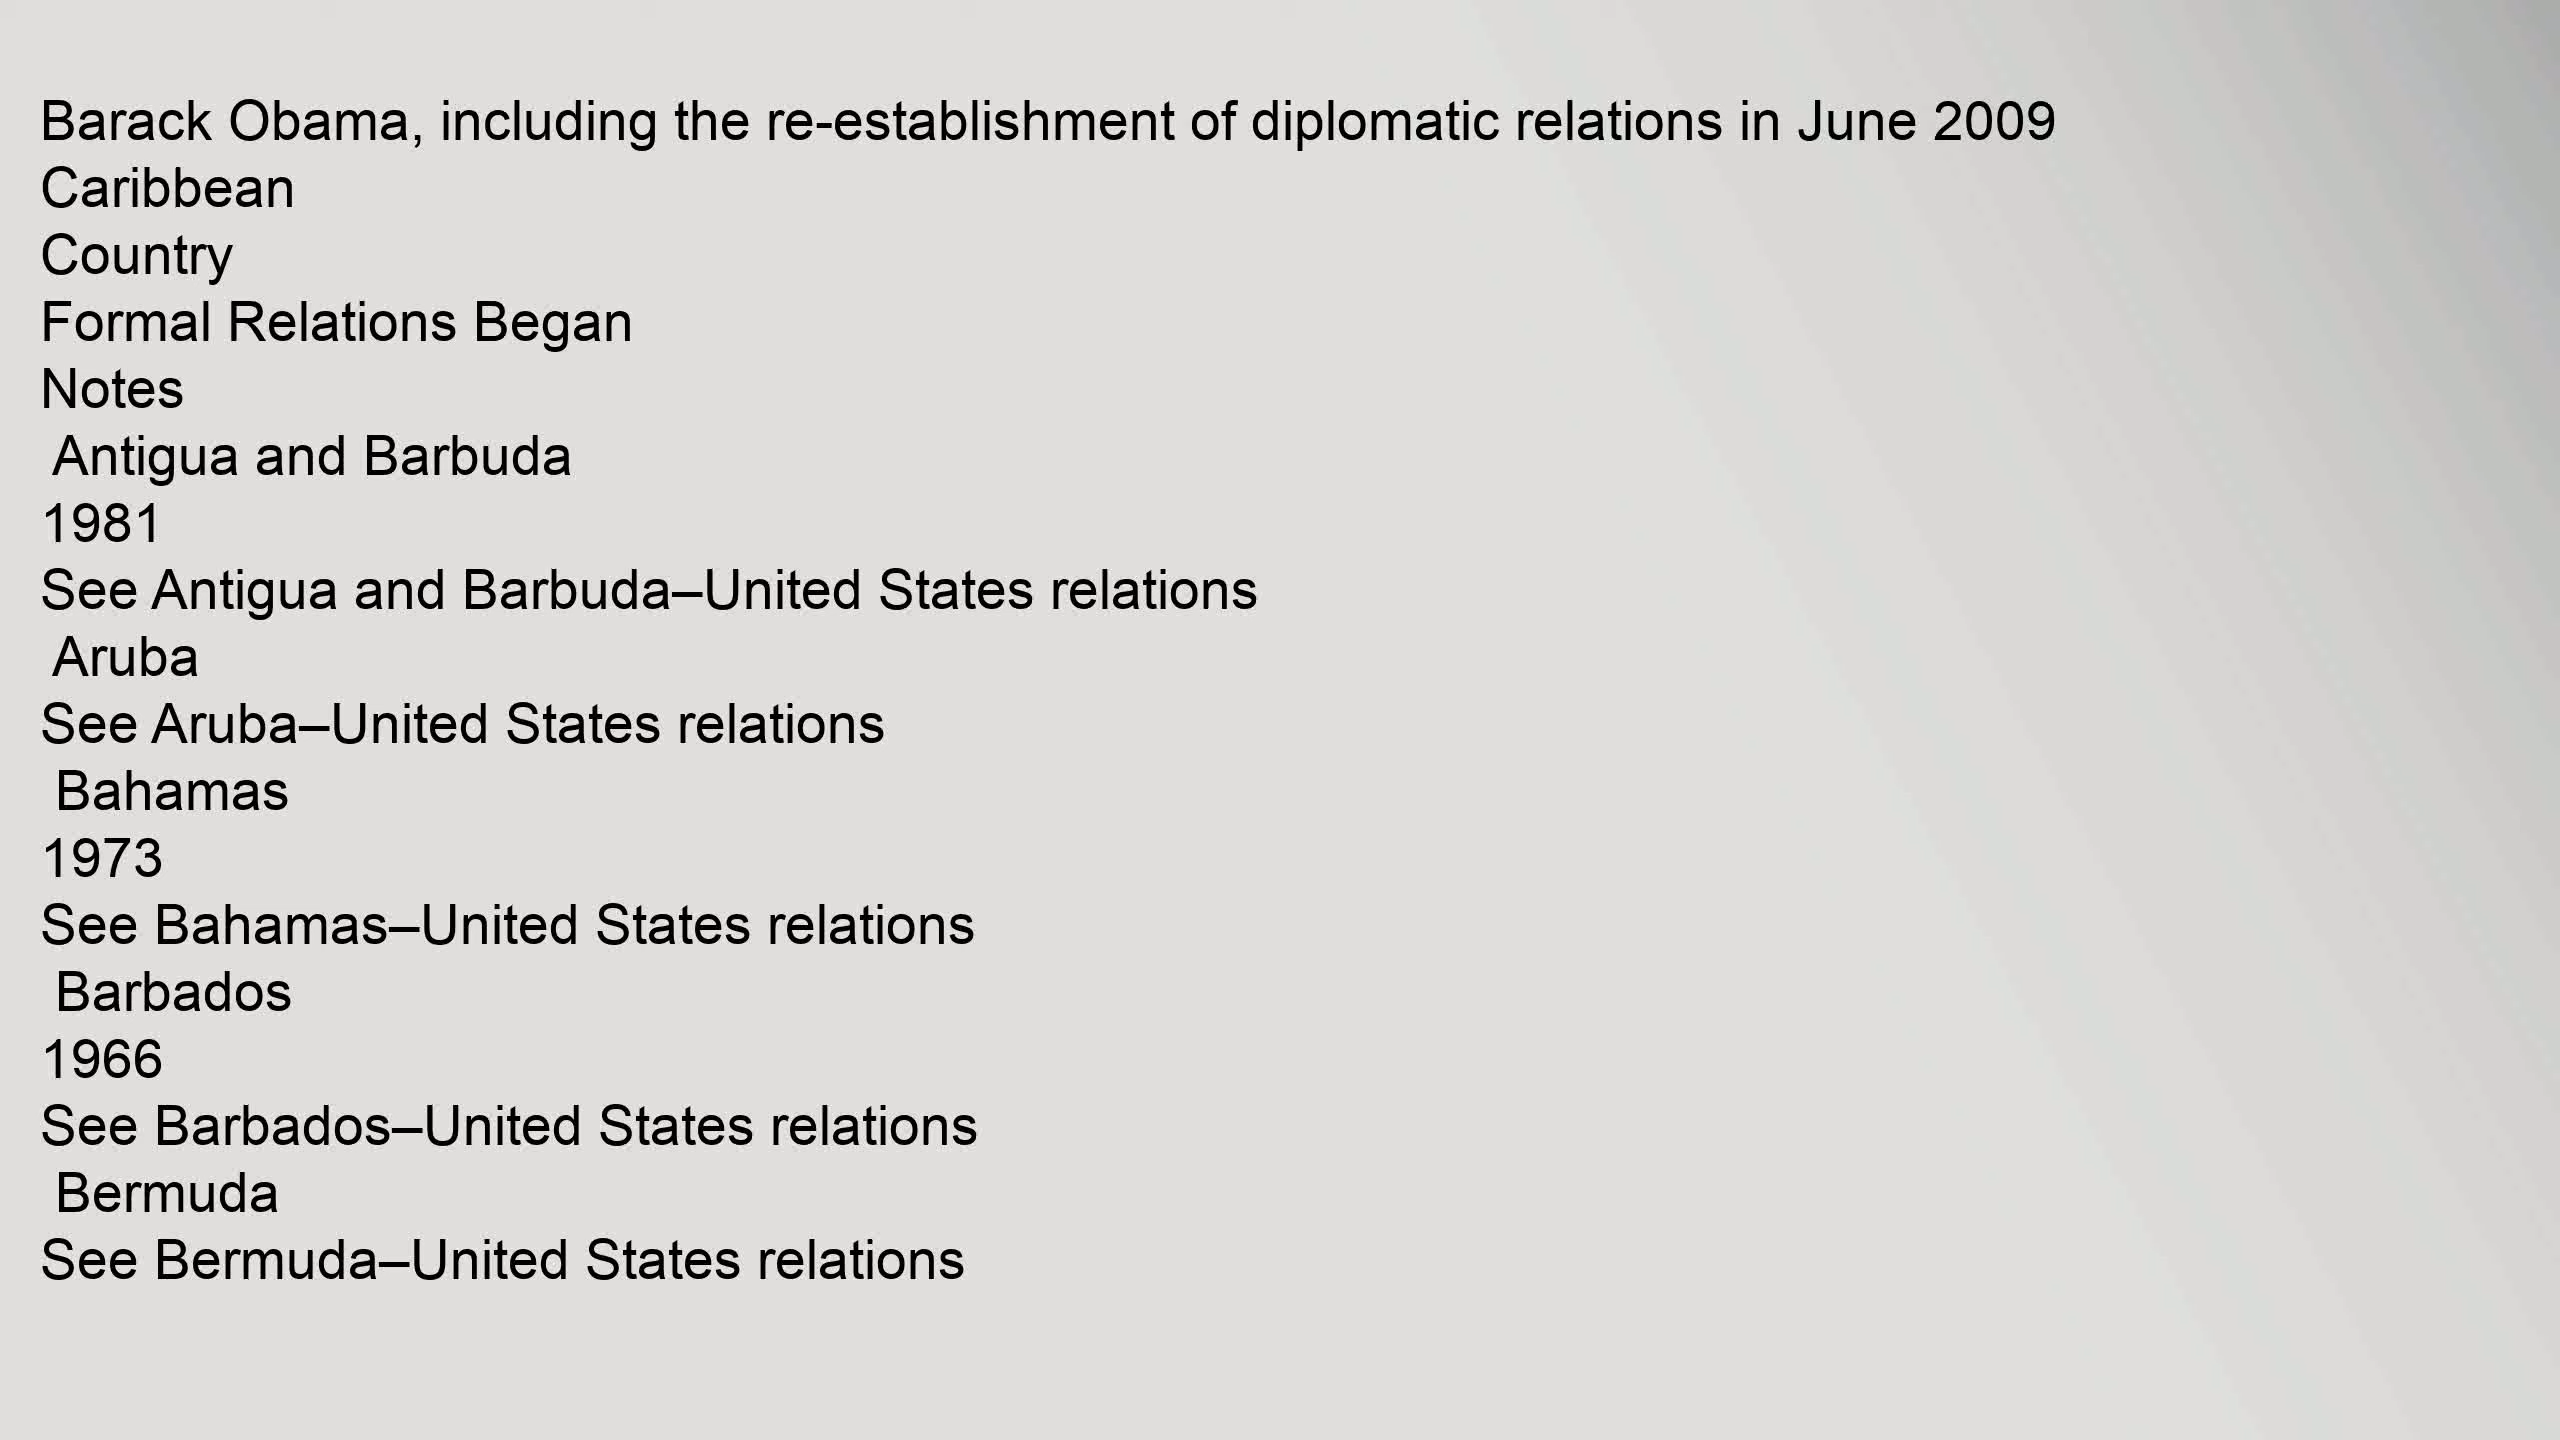 Barack Obama, including the re-establishment of diplomatic relations in June 2009
Caribbean
Country
Formal Relations Began
Notes
Antigua and Barbuda
1981
See Antigua and Barbuda–United States relations
Aruba
See Aruba–United States relations
Bahamas
1973
See Bahamas–United States relations
Barbados
1966
See Barbados–United States relations
Bermuda
See Bermuda–United States relations